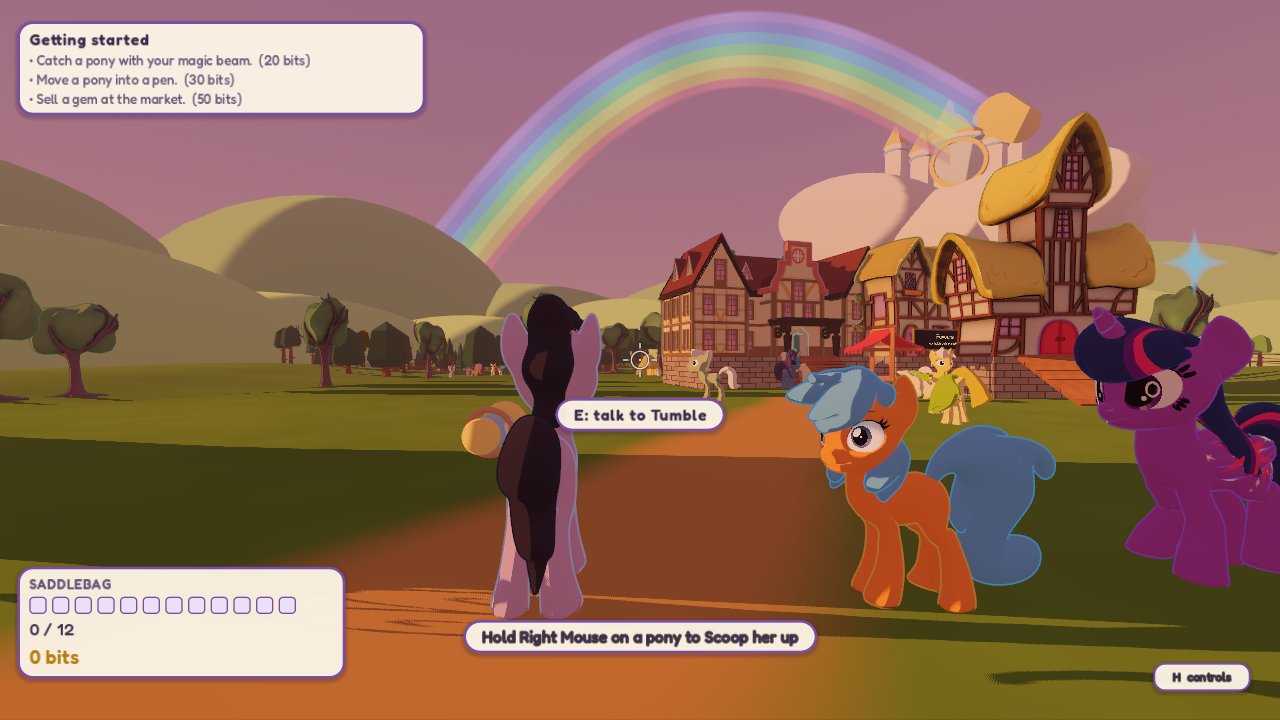 Getting started
• Catch a pony with your magic beam. (20 bits)
• Move a pony into a pen. (30 bits)
• Sell a gem at the market. (50 bits)
E: talk to Tumble
SADDLEBAG
0 / 12
0 bits
Hold Right Mouse on a pony to Scoop her up
H controls